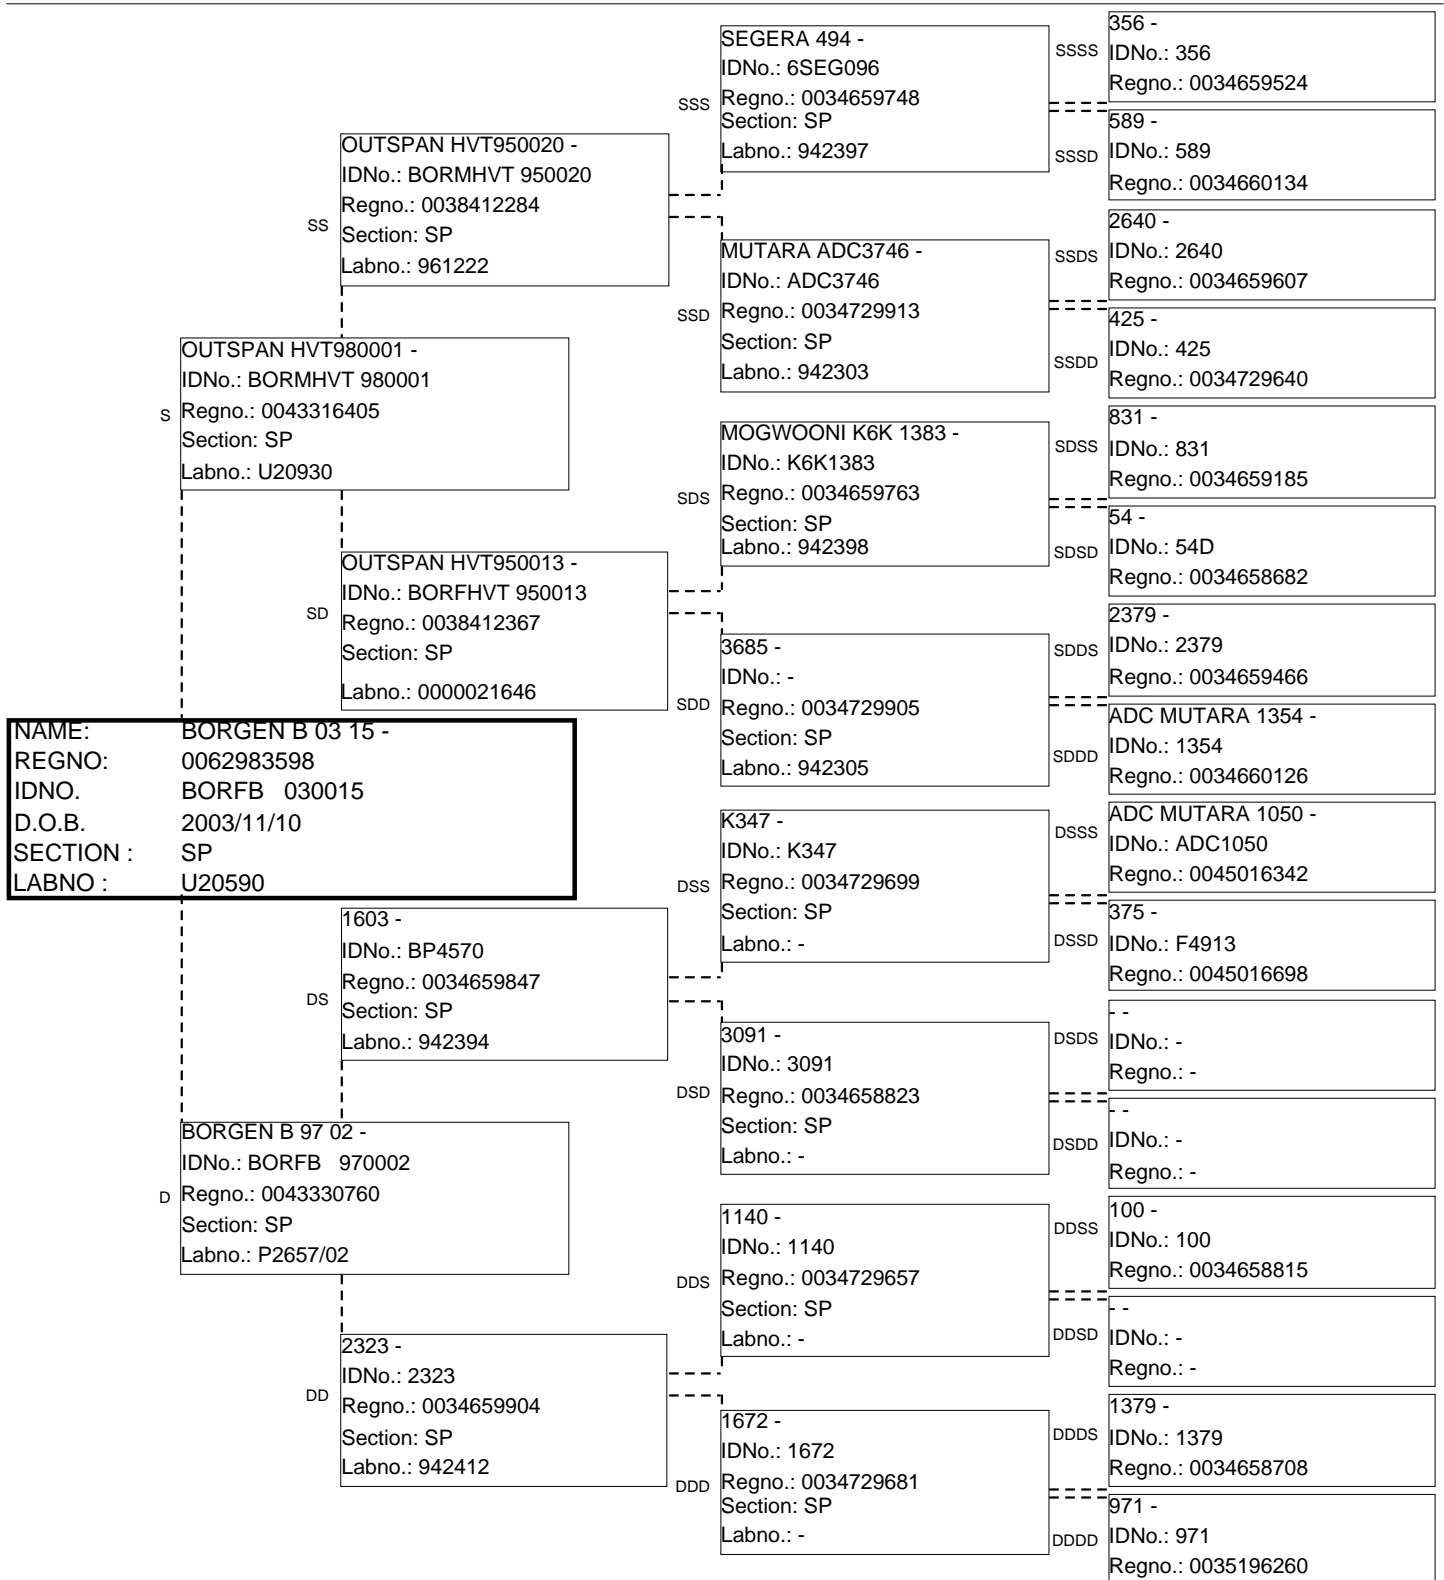 SSS
SEGERA 494 -
IDNo.: 6SEG096
Regno.: 0034659748
Section: SP
Labno.: 942397
SSSS
356 -
IDNo.: 356
Regno.: 0034659524
SSSD
589 -
IDNo.: 589
Regno.: 0034660134
SS
OUTSPAN HVT950020 -
IDNo.: BORMHVT 950020
Regno.: 0038412284
Section: SP
Labno.: 961222
SSD
MUTARA ADC3746 -
IDNo.: ADC3746
Regno.: 0034729913
Section: SP
Labno.: 942303
SSDS
2640 -
IDNo.: 2640
Regno.: 0034659607
SSDD
425 -
IDNo.: 425
Regno.: 0034729640
S
OUTSPAN HVT980001 -
IDNo.: BORMHVT 980001
Regno.: 0043316405
Section: SP
Labno.: U20930
SDS
MOGWOONI K6K 1383 -
IDNo.: K6K1383
Regno.: 0034659763
Section: SP
Labno.: 942398
SDSS
831 -
IDNo.: 831
Regno.: 0034659185
SDSD
54 -
IDNo.: 54D
Regno.: 0034658682
SD
OUTSPAN HVT950013 -
IDNo.: BORFHVT 950013
Regno.: 0038412367
Section: SP
Labno.: 0000021646
SDD
3685 -
IDNo.: -
Regno.: 0034729905
Section: SP
Labno.: 942305
SDDS
2379 -
IDNo.: 2379
Regno.: 0034659466
SDDD
ADC MUTARA 1354 -
IDNo.: 1354
Regno.: 0034660126
NAME: BORGEN B 03 15 -
REGNO: 0062983598
IDNO. BORFB 030015
D.O.B. 2003/11/10
SECTION : SP
LABNO : U20590
DSS
K347 -
IDNo.: K347
Regno.: 0034729699
Section: SP
Labno.: -
DSSS
ADC MUTARA 1050 -
IDNo.: ADC1050
Regno.: 0045016342
DSSD
375 -
IDNo.: F4913
Regno.: 0045016698
DS
1603 -
IDNo.: BP4570
Regno.: 0034659847
Section: SP
Labno.: 942394
DSD
3091 -
IDNo.: 3091
Regno.: 0034658823
Section: SP
Labno.: -
DSDS
- -
IDNo.: -
Regno.: -
DSDD
- -
IDNo.: -
Regno.: -
D
BORGEN B 97 02 -
IDNo.: BORFB 970002
Regno.: 0043330760
Section: SP
Labno.: P2657/02
DDS
1140 -
IDNo.: 1140
Regno.: 0034729657
Section: SP
Labno.: -
DDSS
100 -
IDNo.: 100
Regno.: 0034658815
DDSD
- -
IDNo.: -
Regno.: -
DD
2323 -
IDNo.: 2323
Regno.: 0034659904
Section: SP
Labno.: 942412
DDD
1672 -
IDNo.: 1672
Regno.: 0034729681
Section: SP
Labno.: -
DDDS
1379 -
IDNo.: 1379
Regno.: 0034658708
DDDD
971 -
IDNo.: 971
Regno.: 0035196260